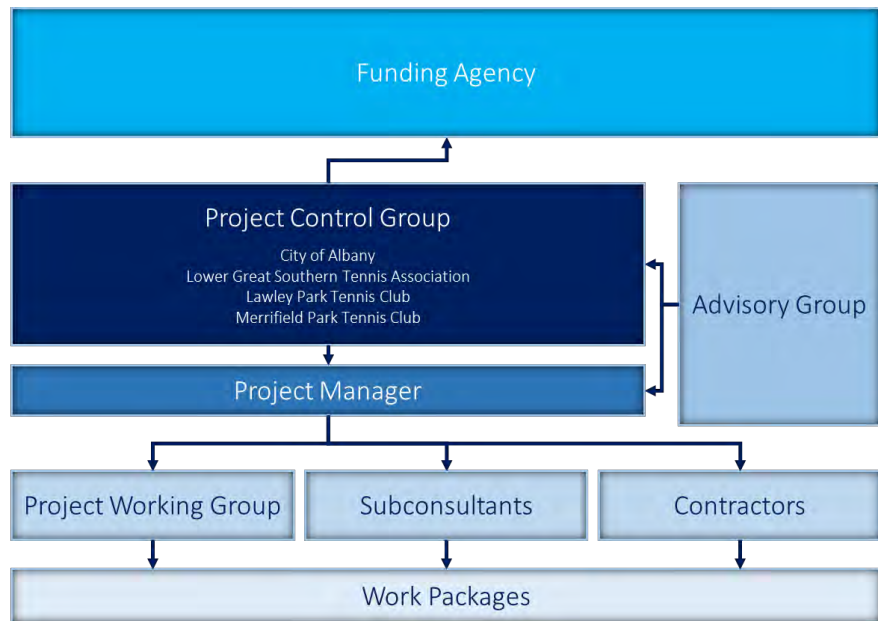 Funding Agency
Project Control Group
City of Albany
Lower Great Southern Tennis Association
Lawley Park Tennis Club
Merrifield Park Tennis Club
Advisory Group
Project Manager
Project Working Group
Subconsultants
Contractors
Work Packages